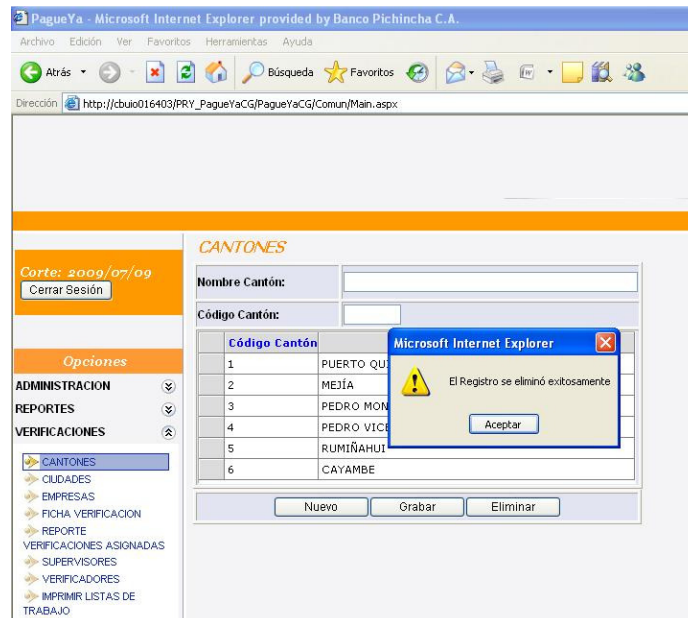 PagueYa - Microsoft Internet Explorer provided by Banco Pichincha C.A.
Archivo Edición Ver Favoritos Herramientas Ayuda
Atrás Búsqueda Favoritos
Dirección http://cbuio016403/PRY_PagueYaCG/PagueYaCG/Comun/Main.aspx
CANTONES
Corte: 2009/07/09
Cerrar Sesión
Nombre Cantón:
Código Cantón:
Código Cantón
Microsoft Internet Explorer
El Registro se eliminó exitosamente
Aceptar
1 PUERTO QUI
2 MEJÍA
3 PEDRO MON
4 PEDRO VICE
5 RUMIÑAHUI
6 CAYAMBE
Nuevo Grabar Eliminar
Opciones
ADMINISTRACION
REPORTES
VERIFICACIONES
CANTONES
CIUDADES
EMPRESAS
FICHA VERIFICACION
REPORTE
VERIFICACIONES ASIGNADAS
SUPERVISORES
VERIFICADORES
IMPRIMIR LISTAS DE
TRABAJO